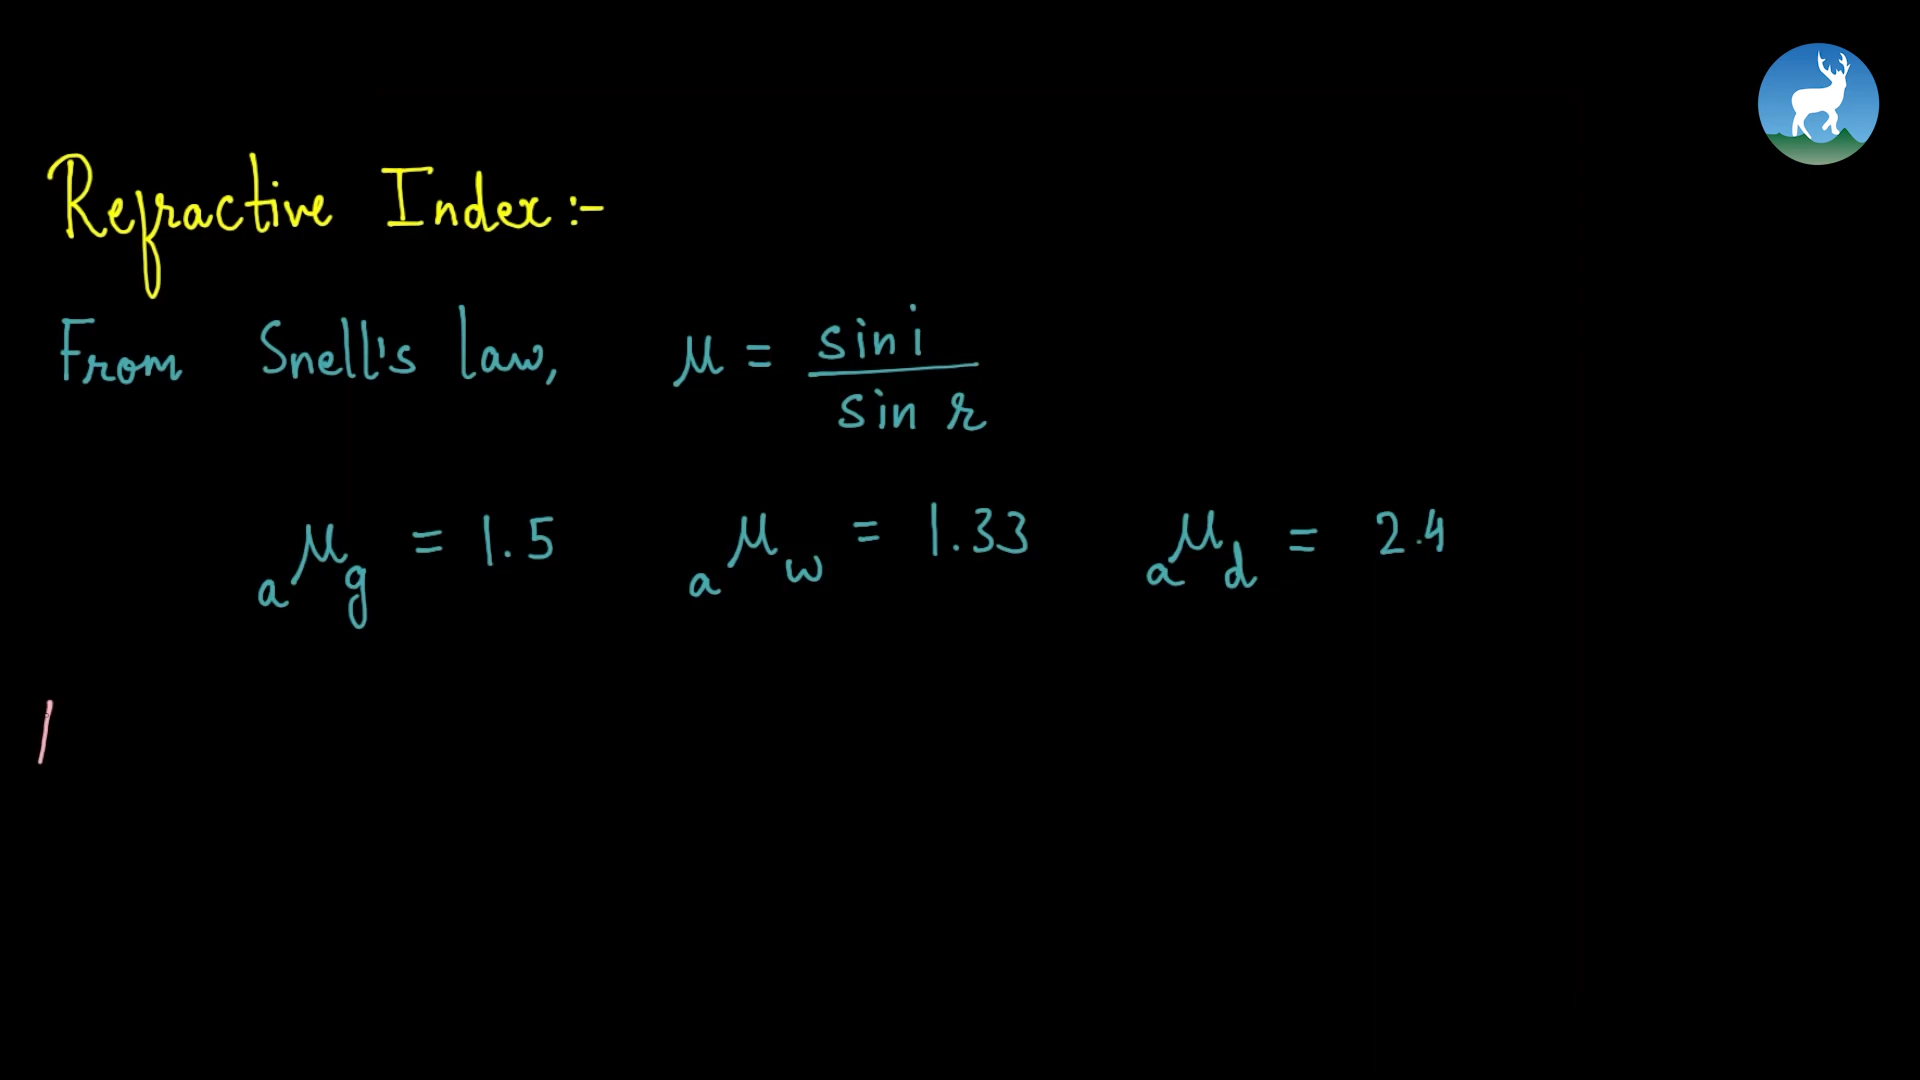 Refractive Index:-
From Snell's law, μ = sin i / sin r
aμg = 1.5 aμw = 1.33 aμd = 2.4